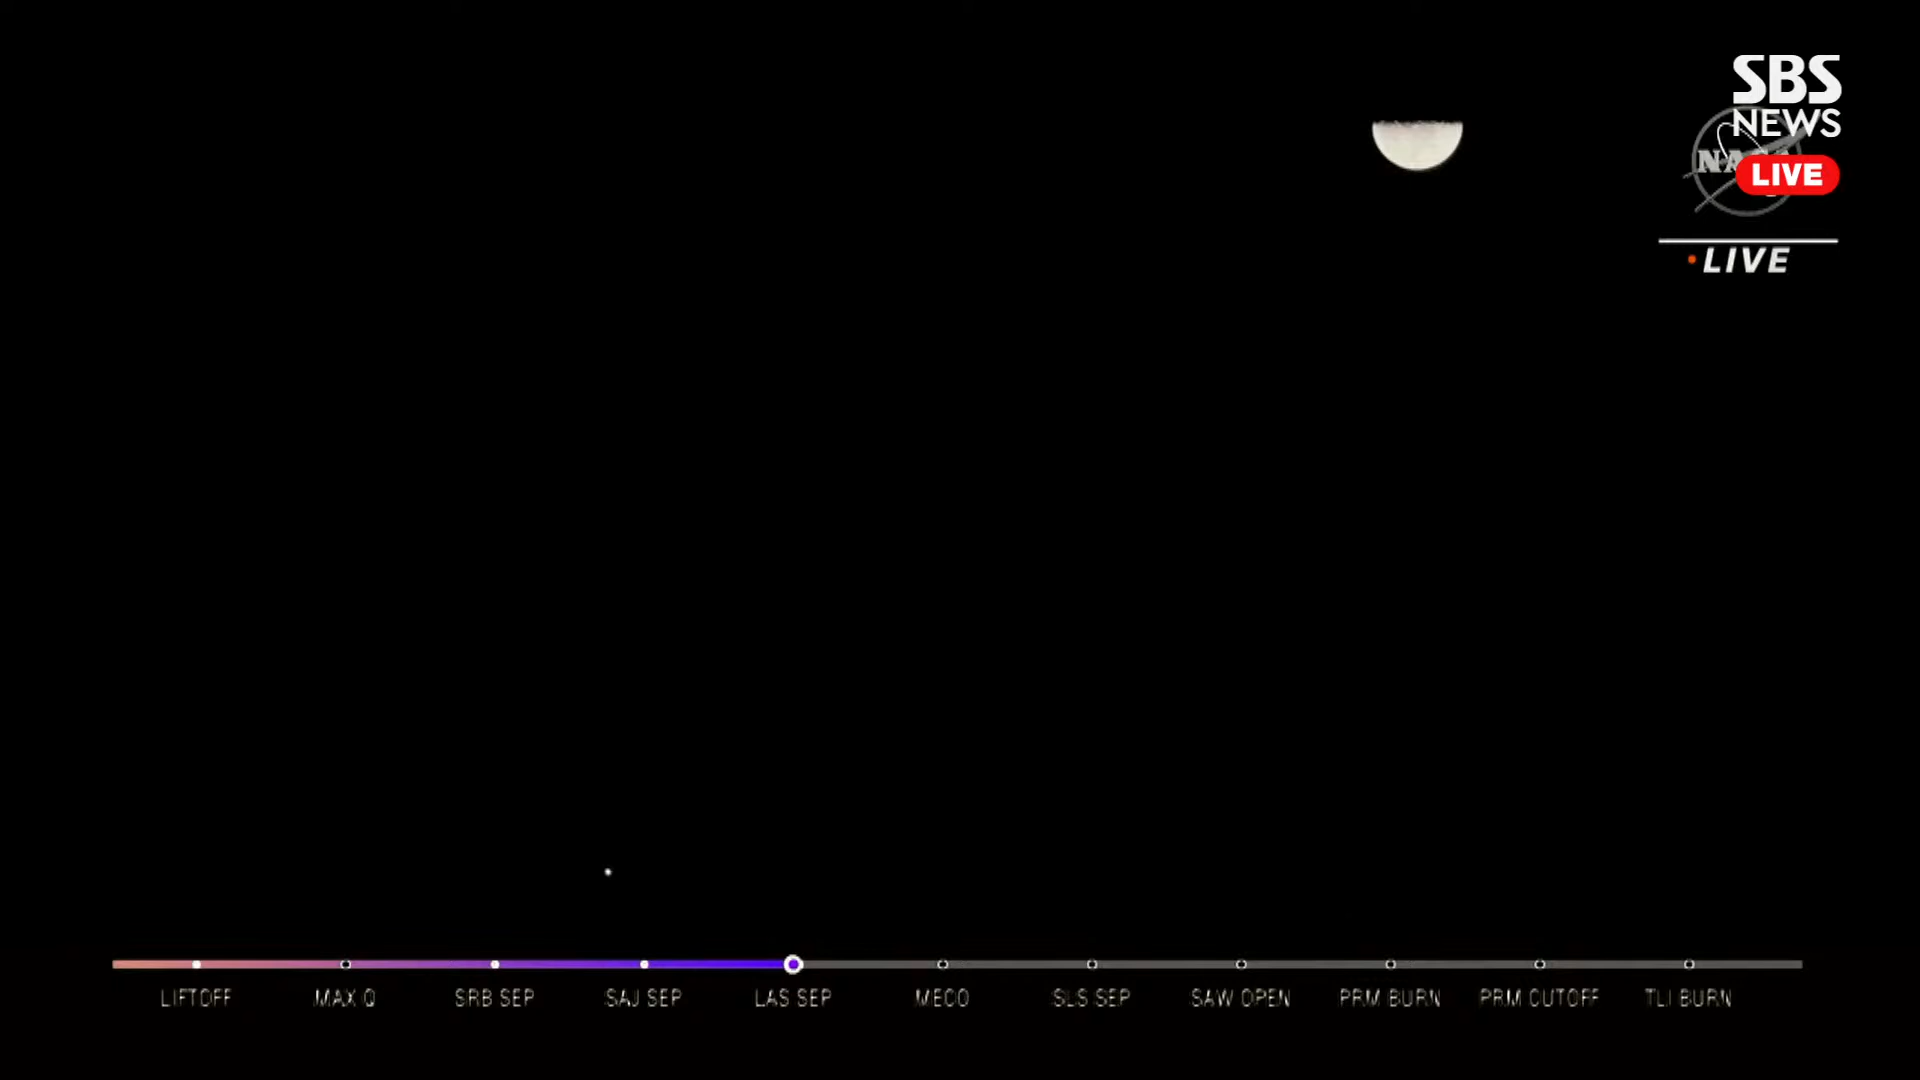 SBS
NEWS
NASA
LIVE
LIVE
LIFTOFF
MAX Q
SRB SEP
SAJ SEP
LAS SEP
MECO
SLS SEP
SAW OPEN
PRM BURN
PRM CUTOFF
TLI BURN